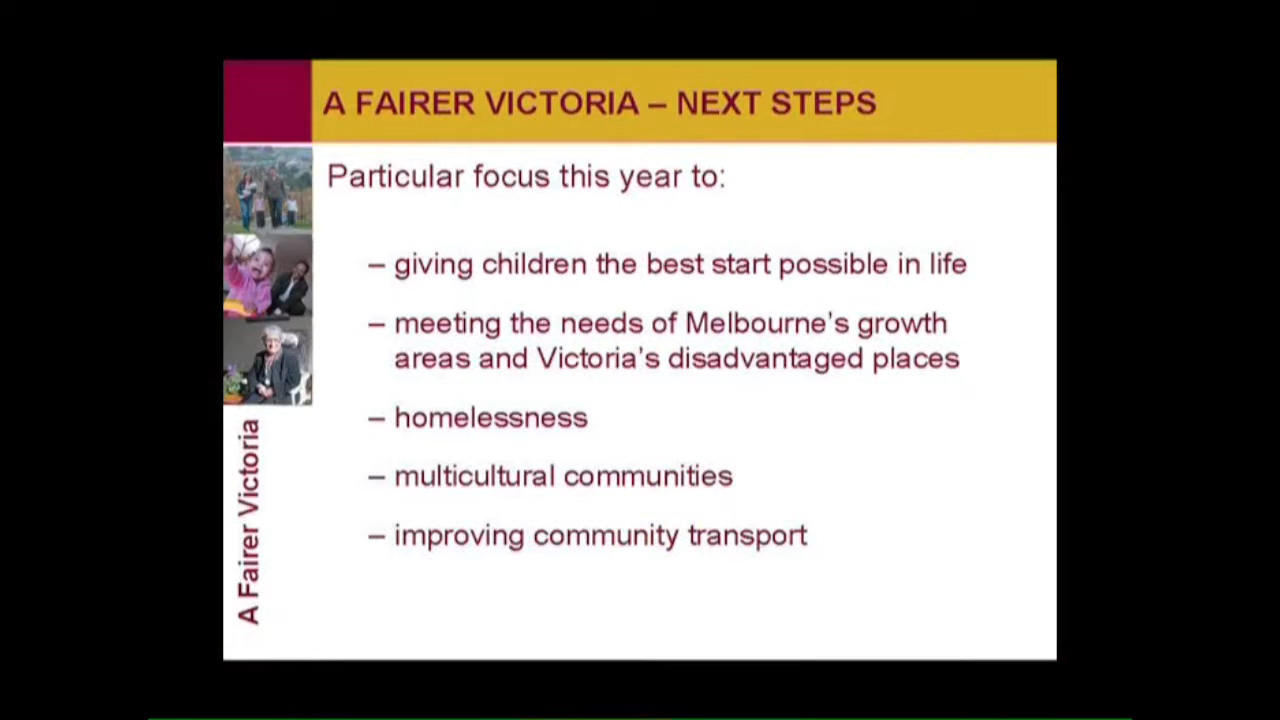 A FAIRER VICTORIA – NEXT STEPS
Particular focus this year to:
– giving children the best start possible in life
– meeting the needs of Melbourne's growth
areas and Victoria's disadvantaged places
– homelessness
– multicultural communities
– improving community transport
A Fairer Victoria